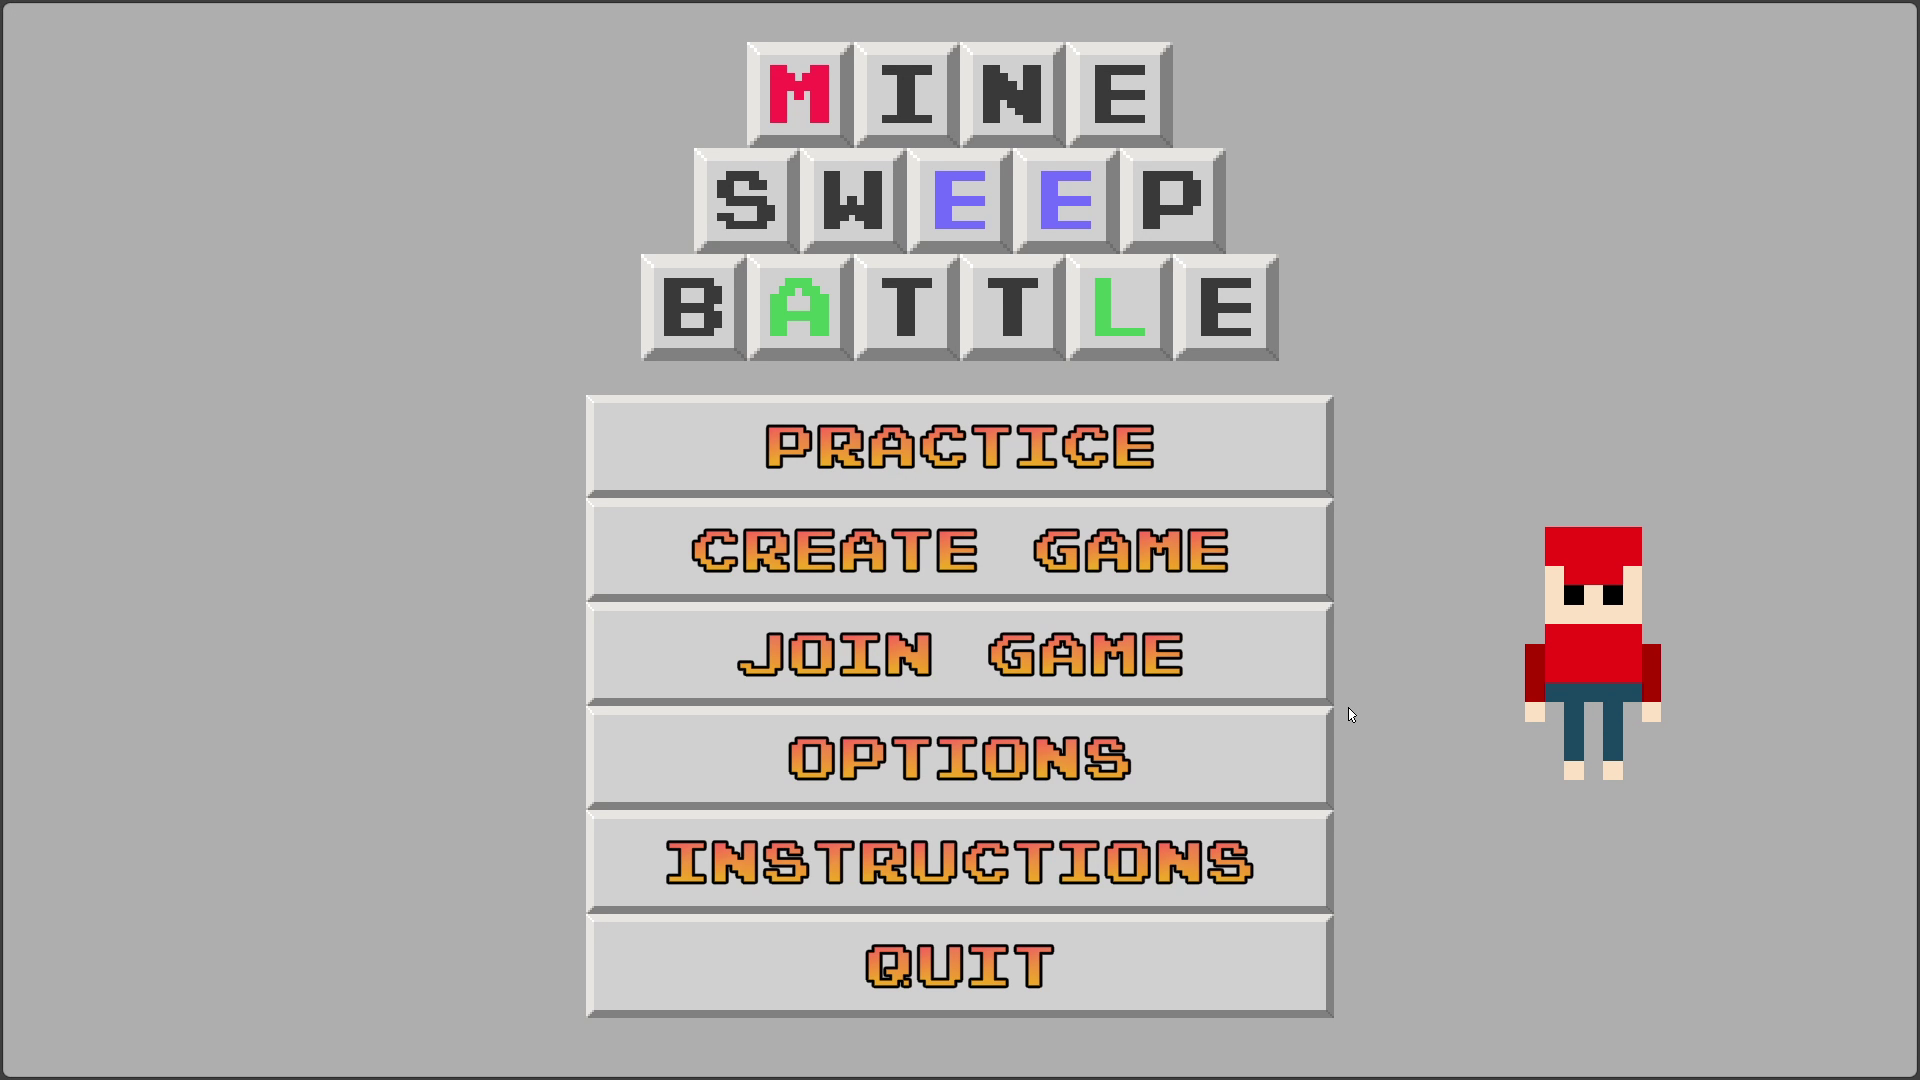 MINE
SWEEP
BATTLE
PRACTICE
CREATE GAME
JOIN GAME
OPTIONS
INSTRUCTIONS
QUIT